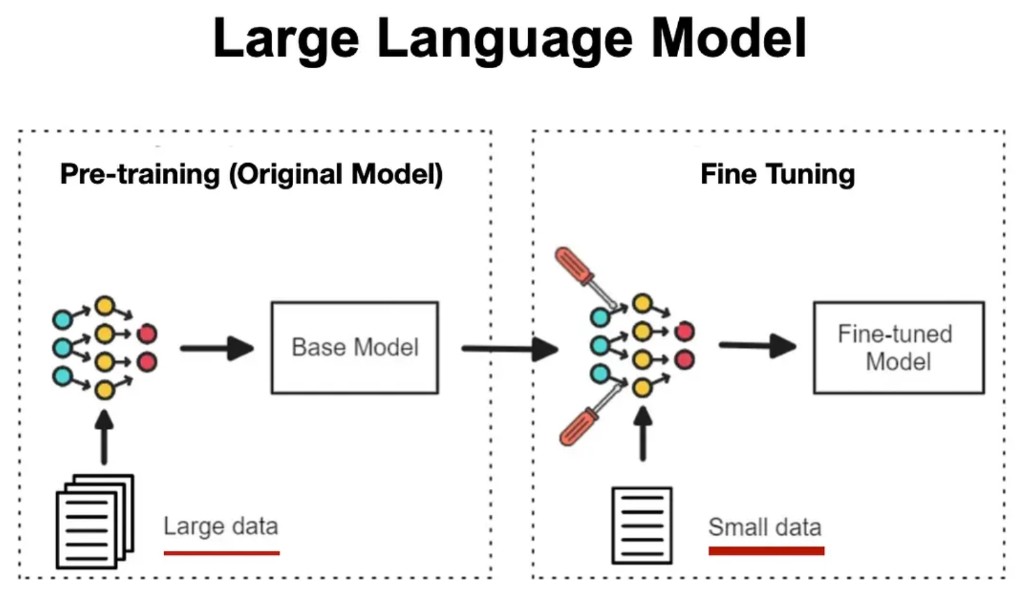 Large Language Model
Pre-training (Original Model)
Base Model
Large data
Fine Tuning
Fine-tuned
Model
Small data